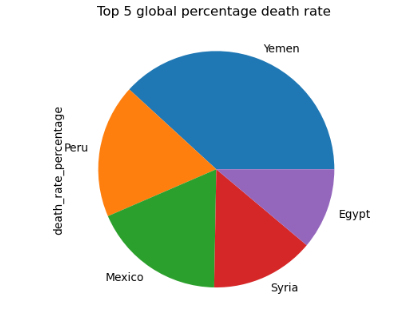 Top 5 global percentage death rate
Yemen
Peru
death_rate_percentage
Egypt
Mexico
Syria